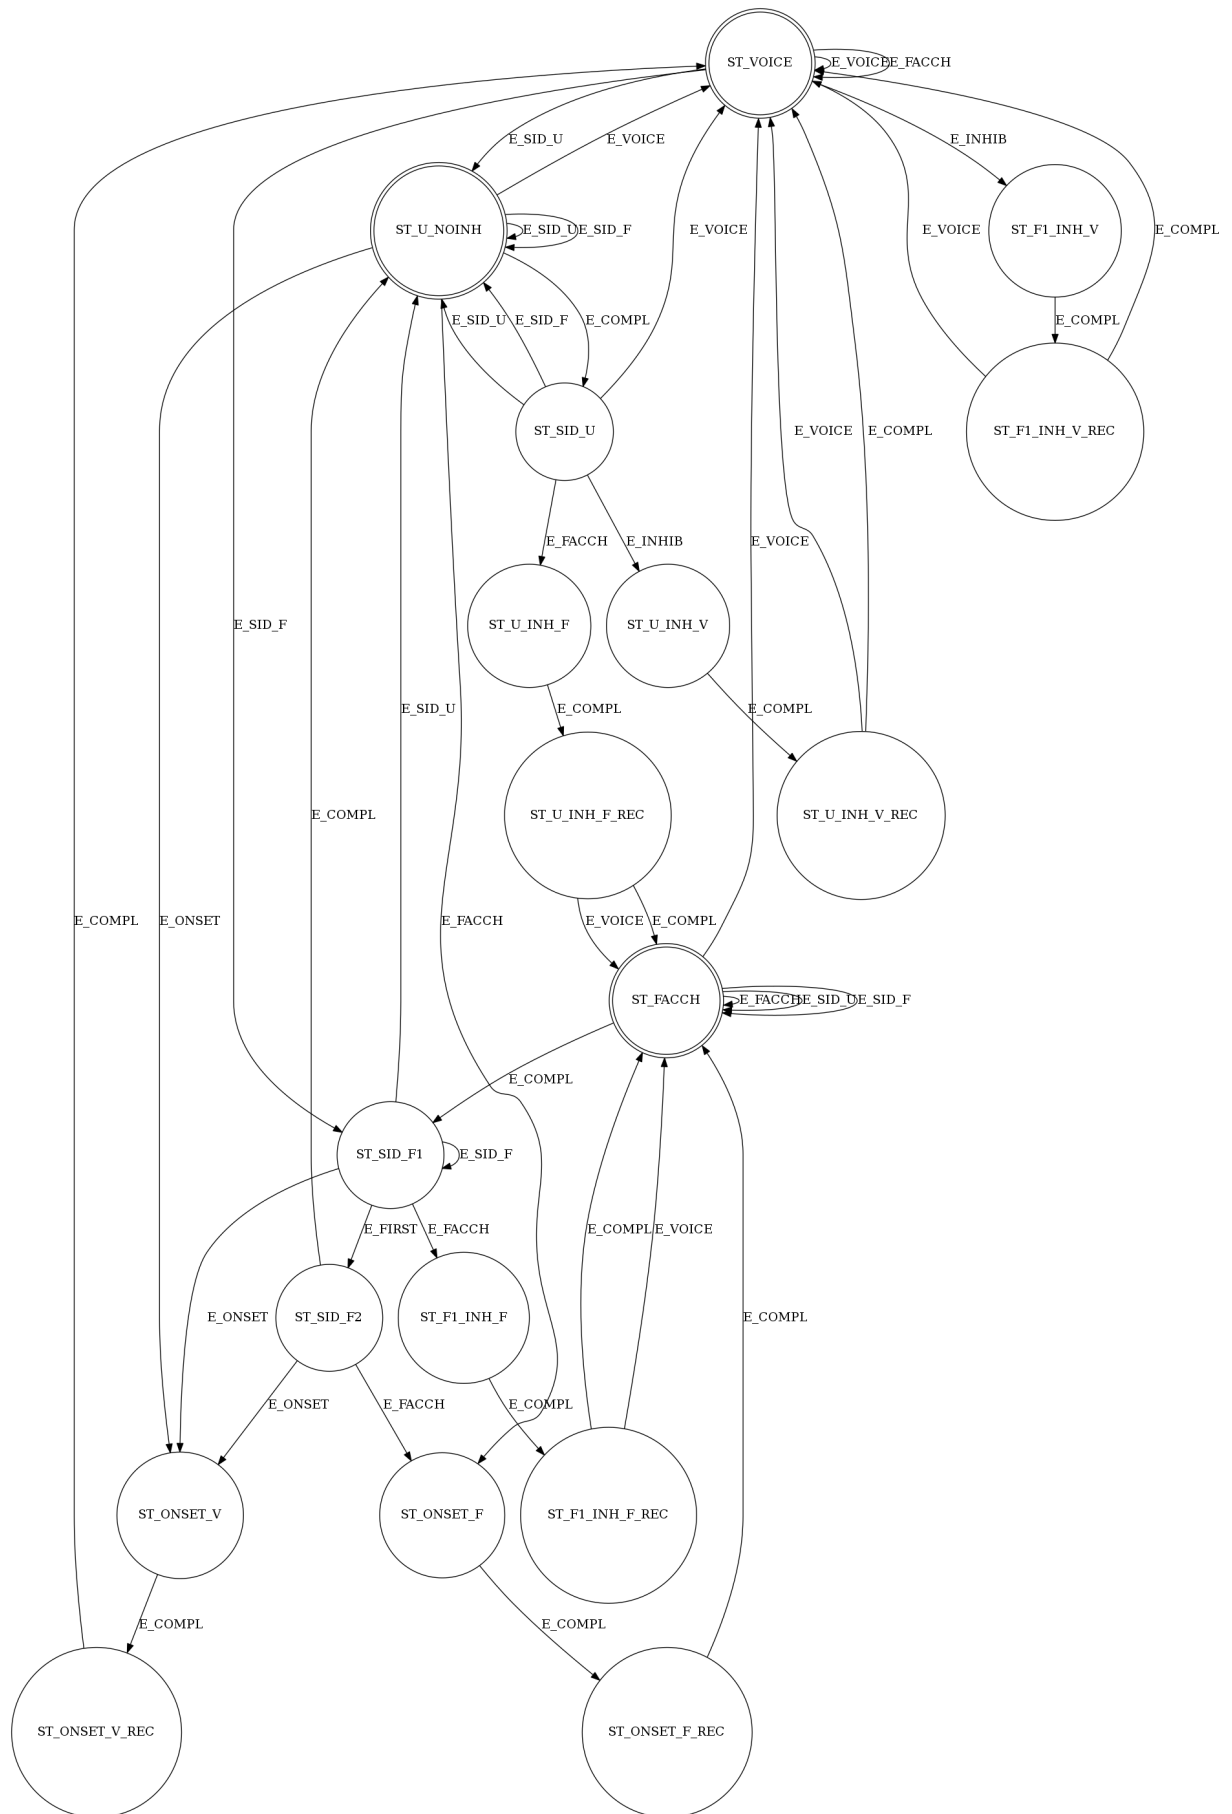 ST_VOICE
E_VOICE
E_FACCH
E_SID_U
E_VOICE
E_INHIB
ST_U_NOINH
E_SID_U
E_SID_F
E_VOICE
ST_F1_INH_V
E_VOICE
E_COMPL
E_SID_U
E_SID_F
E_COMPL
E_COMPL
ST_SID_U
E_VOICE
E_COMPL
ST_F1_INH_V_REC
E_FACCH
E_INHIB
E_VOICE
E_SID_F
ST_U_INH_F
ST_U_INH_V
E_SID_U
E_COMPL
E_COMPL
E_COMPL
ST_U_INH_F_REC
ST_U_INH_V_REC
E_COMPL
E_ONSET
E_FACCH
E_VOICE
E_COMPL
ST_FACCH
E_FACCH
E_SID_U
E_SID_F
E_COMPL
ST_SID_F1
E_SID_F
E_FIRST
E_FACCH
E_COMPL
E_VOICE
E_ONSET
ST_SID_F2
ST_F1_INH_F
E_COMPL
E_ONSET
E_FACCH
E_COMPL
ST_ONSET_V
ST_ONSET_F
ST_F1_INH_F_REC
E_COMPL
E_COMPL
ST_ONSET_V_REC
ST_ONSET_F_REC